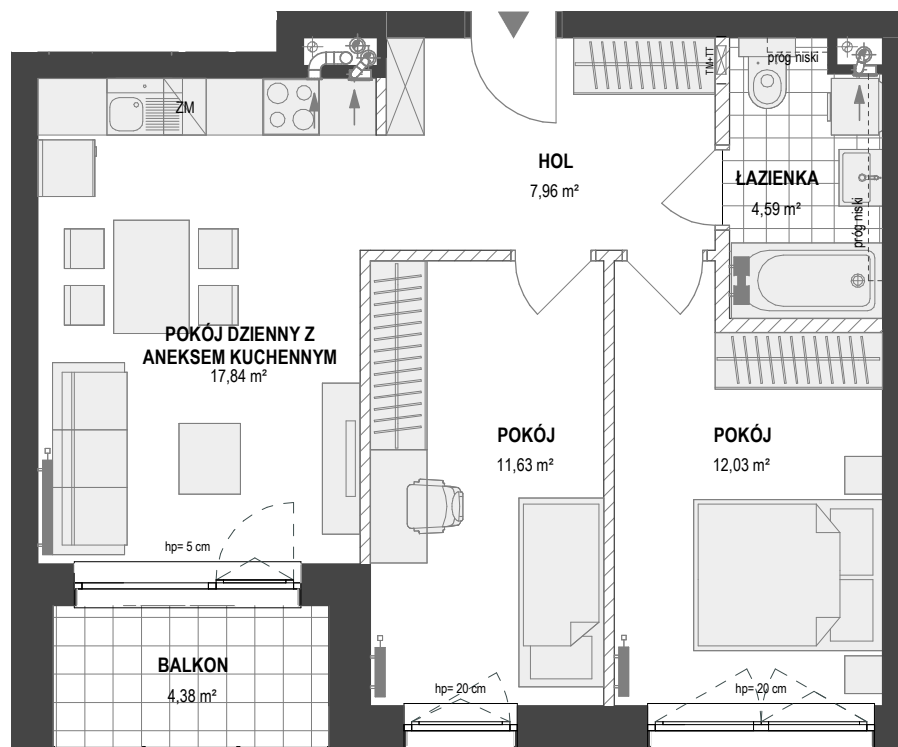 próg niski
TM+TT
ZM
HOL
7,96 m²
ŁAZIENKA
4,59 m²
próg niski
POKÓJ DZIENNY Z
ANEKSEM KUCHENNYM
17,84 m²
POKÓJ
11,63 m²
POKÓJ
12,03 m²
hp= 5 cm
BALKON
4,38 m²
hp= 20 cm
hp= 20 cm